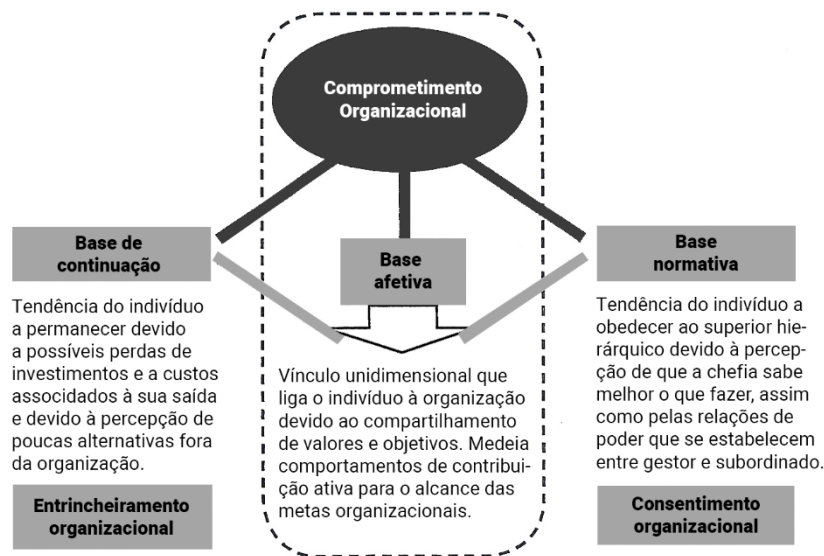 Comprometimento
Organizacional
Base de
continuação
Base
afetiva
Base
normativa
Tendência do indivíduo
a permanecer devido
a possíveis perdas de
investimentos e a custos
associados à sua saída
e devido à percepção de
poucas alternativas fora
da organização.
Entrincheiramento
organizacional
Vínculo unidimensional que
liga o indivíduo à organização
devido ao compartilhamento
de valores e objetivos. Medeia
comportamentos de contribui-
ção ativa para o alcance das
metas organizacionais.
Tendência do indivíduo a
obedecer ao superior hie-
rárquico devido à percep-
ção de que a chefia sabe
melhor o que fazer, assim
como pelas relações de
poder que se estabelecem
entre gestor e subordinado.
Consentimento
organizacional